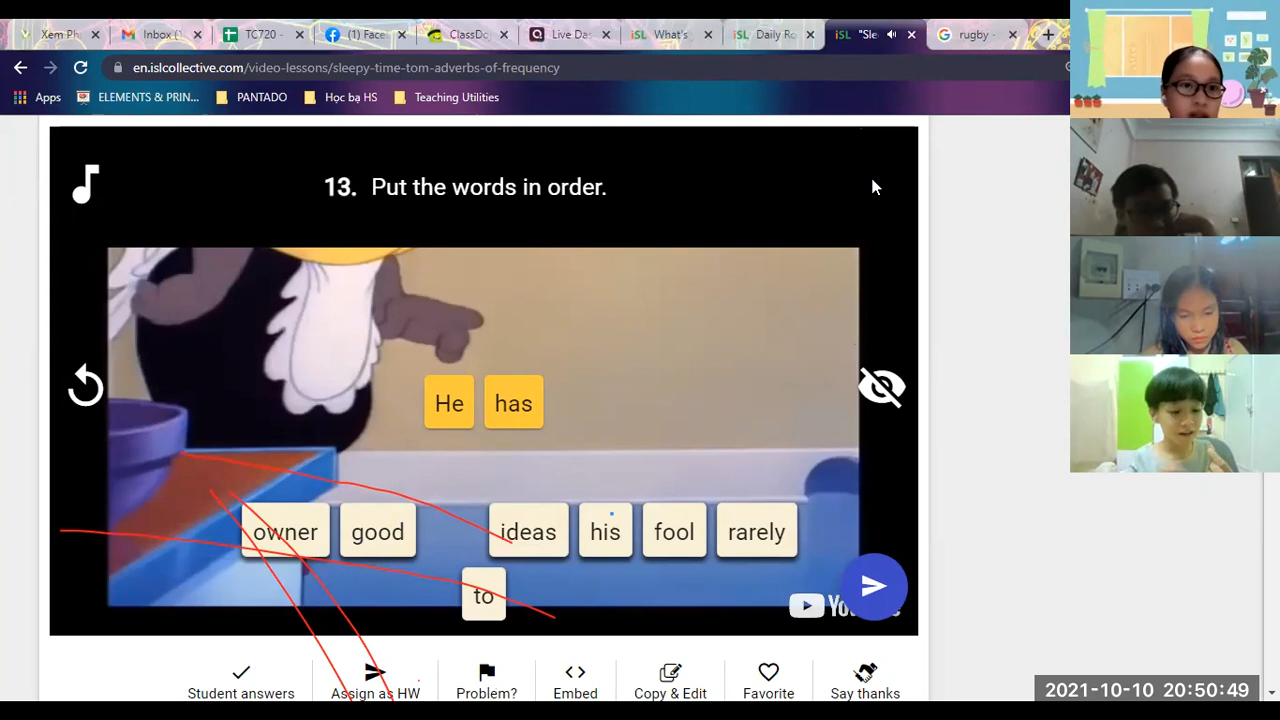 Xem Ph
Inbox (
TC720 -
(1) Face
ClassDo
Live Das
What's
Daily Ro
"Sle
rugby -
en.islcollective.com/video-lessons/sleepy-time-tom-adverbs-of-frequency
Apps ELEMENTS & PRIN... PANTADO Học bạ HS Teaching Utilities
13. Put the words in order.
He has
owner good ideas his fool rarely
to
Student answers Assign as HW Problem? Embed Copy & Edit Favorite Say thanks
2021-10-10 20:50:49